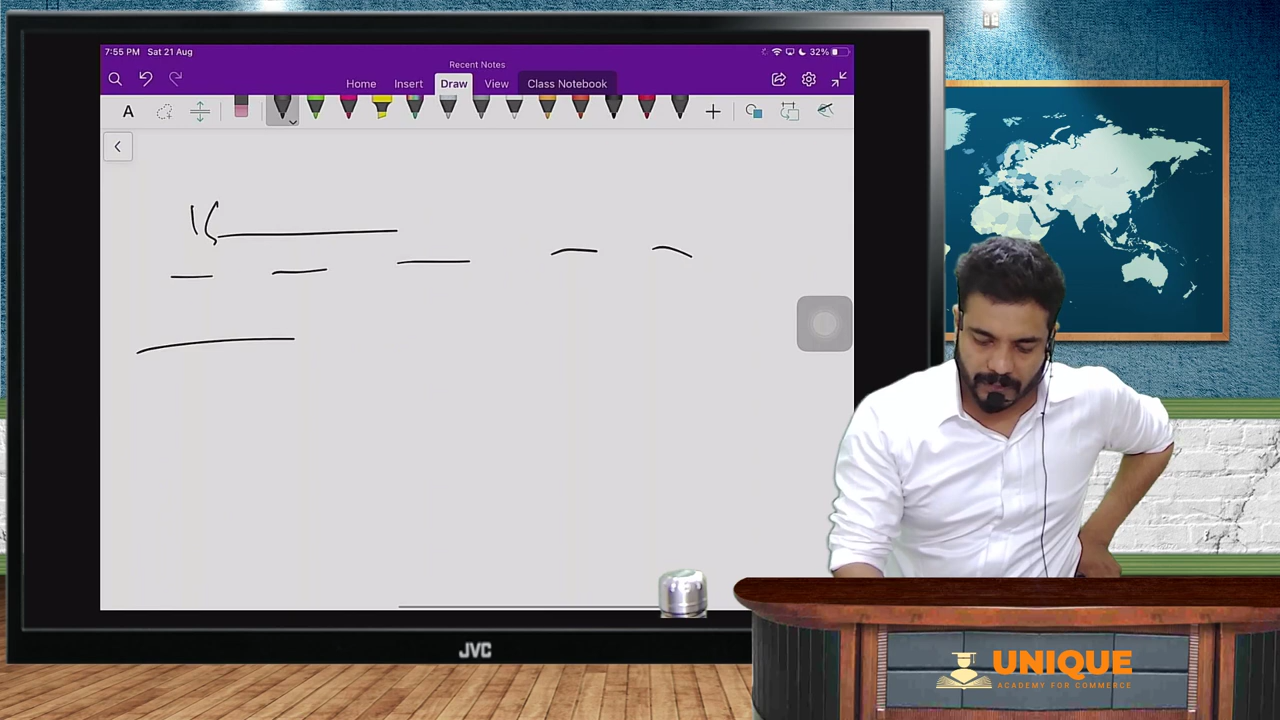 7:55 PM Sat 21 Aug
32%
Recent Notes
Home Insert Draw View Class Notebook
A
JVC
UNIQUE
ACADEMY FOR COMMERCE